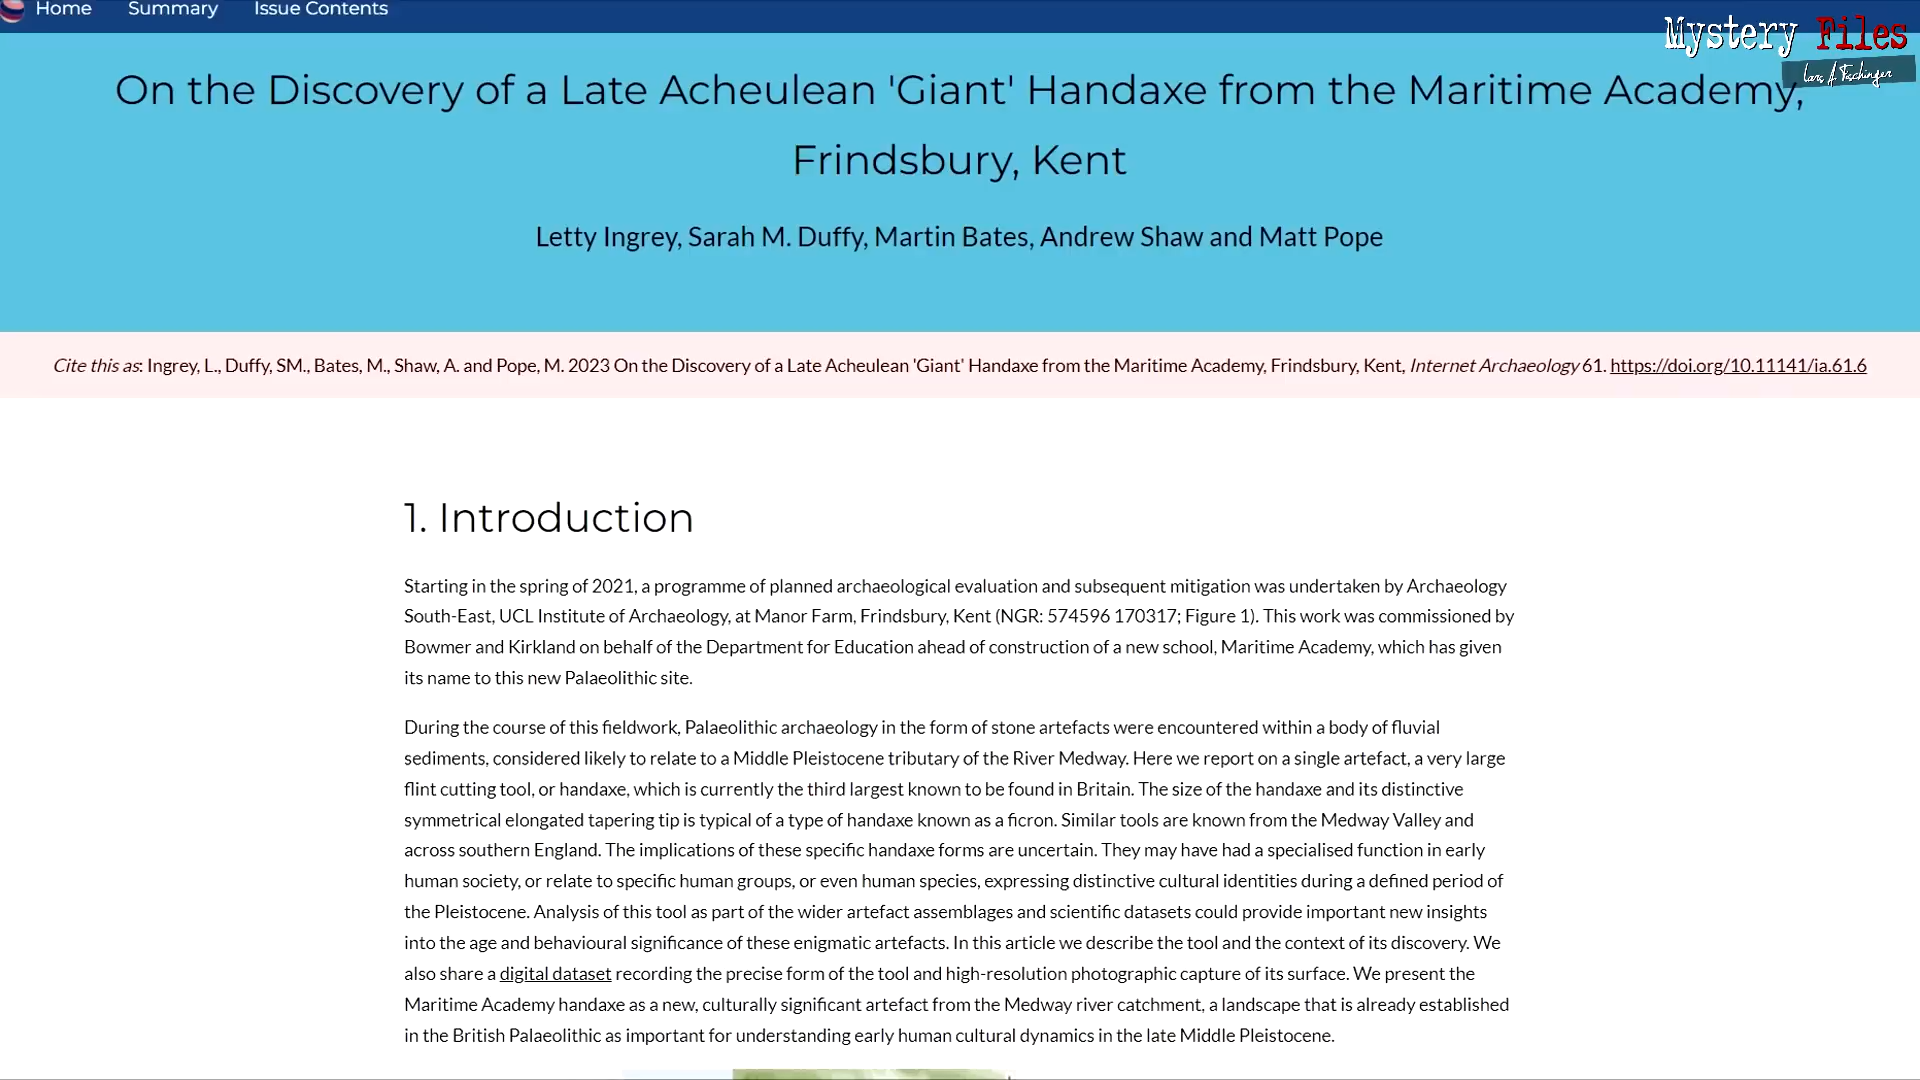 Home Summary Issue Contents
Mystery Files
Lars A. Fischinger
On the Discovery of a Late Acheulean 'Giant' Handaxe from the Maritime Academy,
Frindsbury, Kent
Letty Ingrey, Sarah M. Duffy, Martin Bates, Andrew Shaw and Matt Pope
Cite this as: Ingrey, L., Duffy, SM., Bates, M., Shaw, A. and Pope, M. 2023 On the Discovery of a Late Acheulean 'Giant' Handaxe from the Maritime Academy, Frindsbury, Kent, Internet Archaeology 61. https://doi.org/10.11141/ia.61.6
1. Introduction
Starting in the spring of 2021, a programme of planned archaeological evaluation and subsequent mitigation was undertaken by Archaeology
South-East, UCL Institute of Archaeology, at Manor Farm, Frindsbury, Kent (NGR: 574596 170317; Figure 1). This work was commissioned by
Bowmer and Kirkland on behalf of the Department for Education ahead of construction of a new school, Maritime Academy, which has given
its name to this new Palaeolithic site.
During the course of this fieldwork, Palaeolithic archaeology in the form of stone artefacts were encountered within a body of fluvial
sediments, considered likely to relate to a Middle Pleistocene tributary of the River Medway. Here we report on a single artefact, a very large
flint cutting tool, or handaxe, which is currently the third largest known to be found in Britain. The size of the handaxe and its distinctive
symmetrical elongated tapering tip is typical of a type of handaxe known as a ficron. Similar tools are known from the Medway Valley and
across southern England. The implications of these specific handaxe forms are uncertain. They may have had a specialised function in early
human society, or relate to specific human groups, or even human species, expressing distinctive cultural identities during a defined period of
the Pleistocene. Analysis of this tool as part of the wider artefact assemblages and scientific datasets could provide important new insights
into the age and behavioural significance of these enigmatic artefacts. In this article we describe the tool and the context of its discovery. We
also share a digital dataset recording the precise form of the tool and high-resolution photographic capture of its surface. We present the
Maritime Academy handaxe as a new, culturally significant artefact from the Medway river catchment, a landscape that is already established
in the British Palaeolithic as important for understanding early human cultural dynamics in the late Middle Pleistocene.